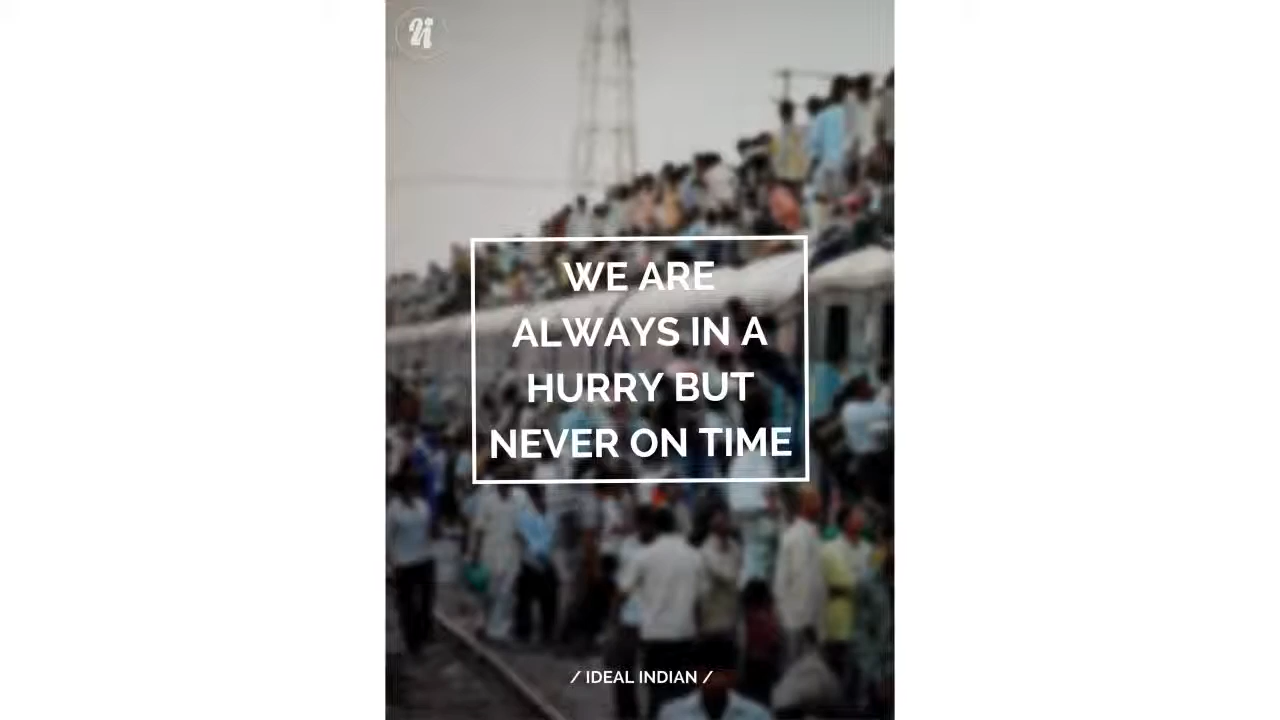 WE ARE
ALWAYS IN A
HURRY BUT
NEVER ON TIME
/ IDEAL INDIAN /